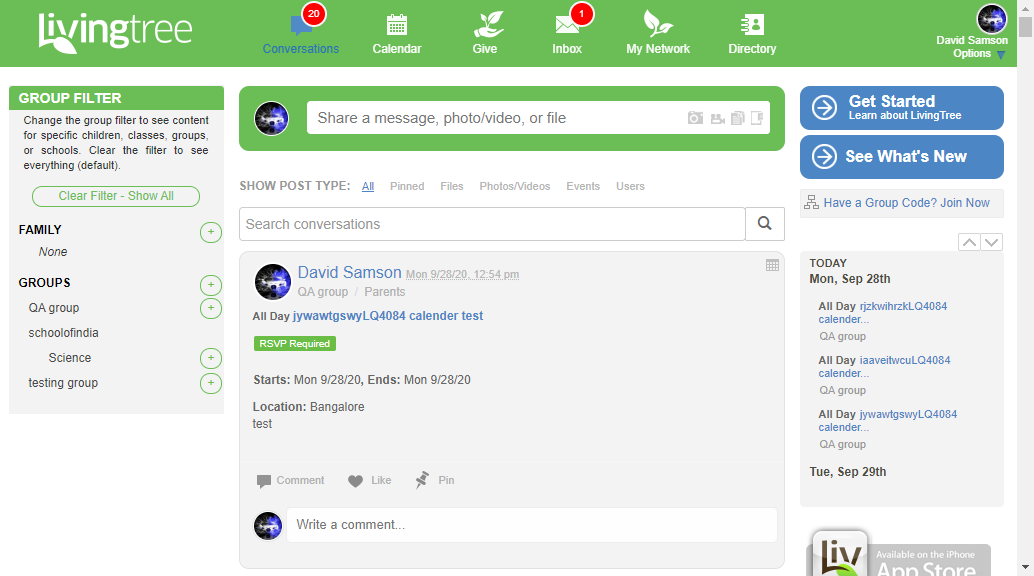 livingtree
20
Conversations
Calendar
Give
1
Inbox
My Network
Directory
David Samson
Options
GROUP FILTER
Change the group filter to see content
for specific children, classes, groups,
or schools. Clear the filter to see
everything (default).
Clear Filter - Show All
FAMILY
+
None
GROUPS
+
QA group
+
schoolofindia
Science
+
testing group
+
Share a message, photo/video, or file
SHOW POST TYPE: All Pinned Files Photos/Videos Events Users
Search conversations
David Samson Mon 9/28/20, 12:54 pm
QA group / Parents
All Day jywawtgswyLQ4084 calender test
RSVP Required
Starts: Mon 9/28/20, Ends: Mon 9/28/20
Location: Bangalore
test
Comment Like Pin
Write a comment...
Get Started
Learn about LivingTree
See What's New
Have a Group Code? Join Now
TODAY
Mon, Sep 28th
All Day rjzkwihrzkLQ4084
calender...
QA group
All Day iaaveitwcuLQ4084
calender...
QA group
All Day jywawtgswyLQ4084
calender...
QA group
Tue, Sep 29th
Liv
Available on the iPhone
App Store